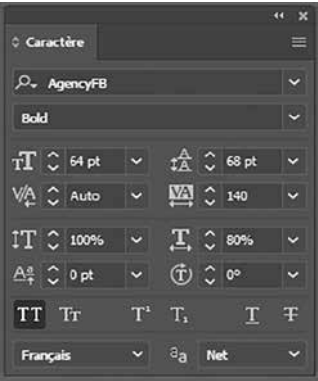 Caractère
AgencyFB
Bold
64 pt 68 pt
Auto 140
100% 80%
0 pt 0°
TT Tr T¹ T₁ T T
Français aa Net